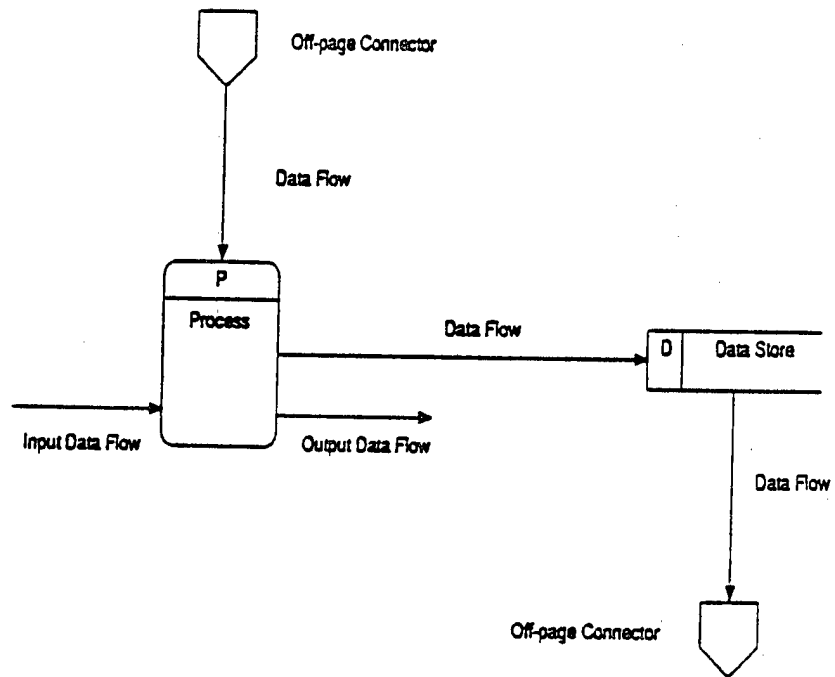 Off-page Connector
Data Flow
P
Process
Data Flow
D
Data Store
Input Data Flow
Output Data Flow
Data Flow
Off-page Connector